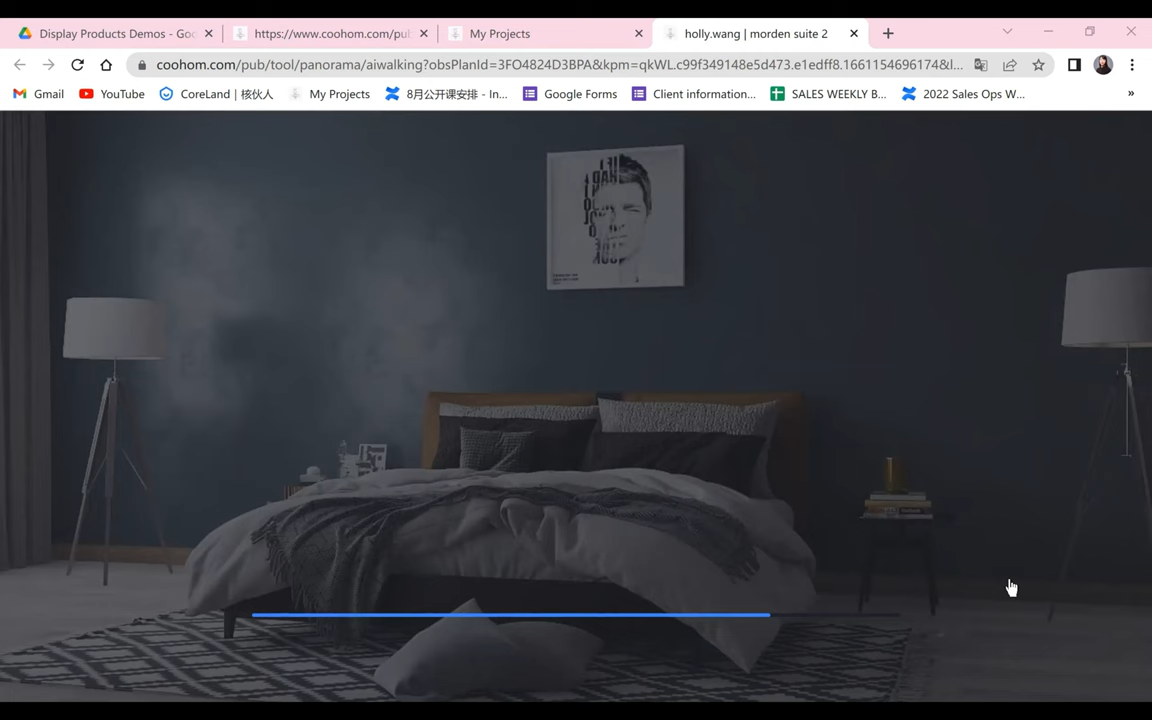 Display Products Demos - Goo
https://www.coohom.com/pub
My Projects
holly.wang | morden suite 2
coohom.com/pub/tool/panorama/aiwalking?obsPlanId=3FO4824D3BPA&kpm=qkWL.c99f349148e5d473.e1edff8.1661154696174&l...
Gmail
YouTube
CoreLand | 核伙人
My Projects
8月公开课安排 - In...
Google Forms
Client information...
SALES WEEKLY B...
2022 Sales Ops W...
»